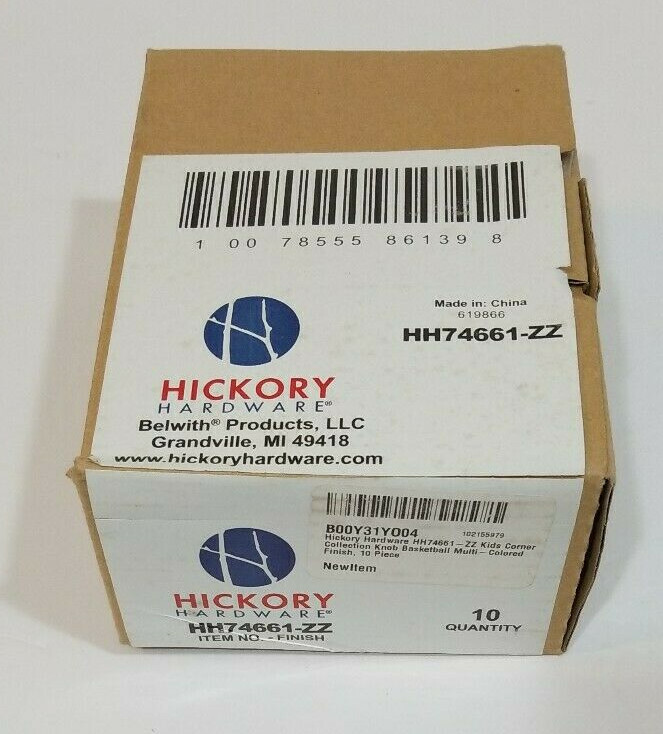 1 00 78555 86139 8
Made in: China
619866
HH74661-ZZ
HICKORY
HARDWARE®
Belwith® Products, LLC
Grandville, MI 49418
www.hickoryhardware.com
B00Y31YO04 102155979
Hickory Hardware HH74661-ZZ Kids Corner
Collection Knob Basketball Multi-Colored
Finish, 10 Piece
NewItem
HICKORY
HARDWARE®
HH74661-ZZ
ITEM NO. - FINISH
10
QUANTITY